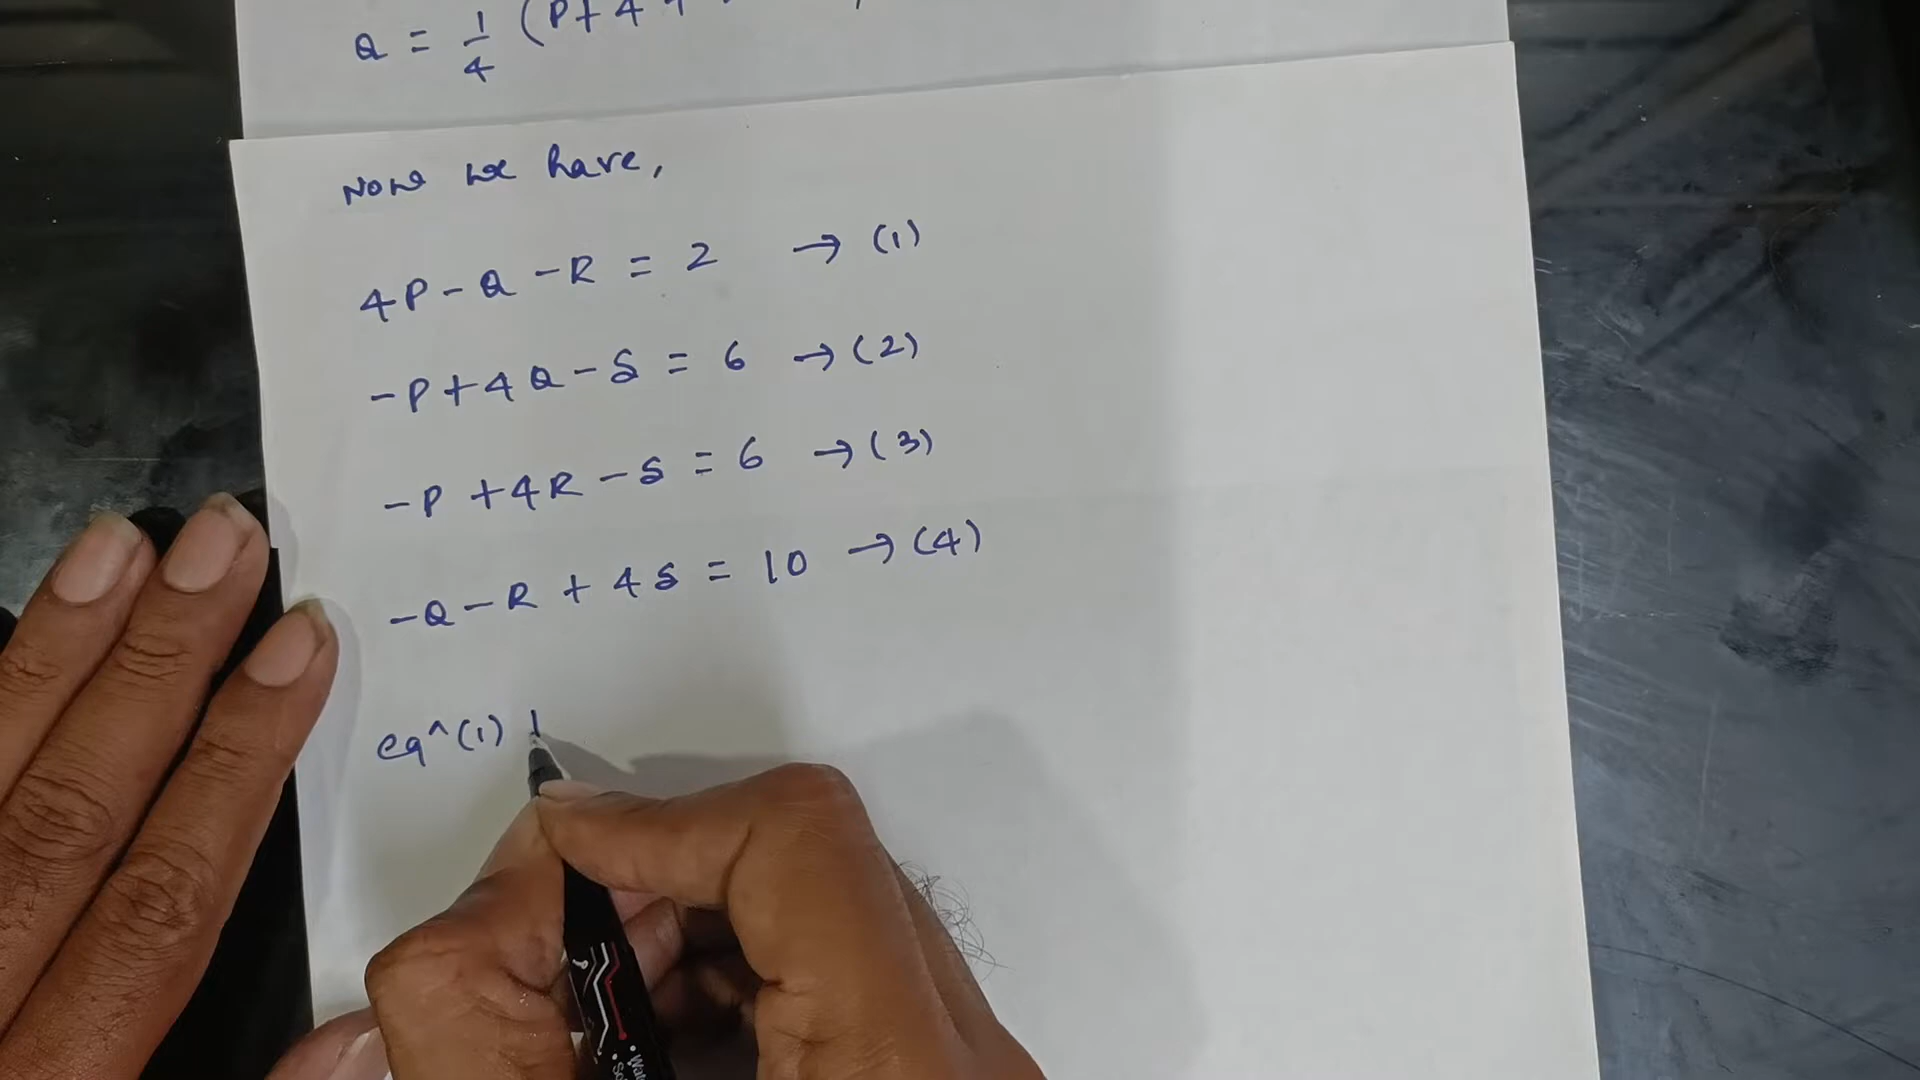 Q = 1/4 (P + 4
Now we have,
4P - Q - R = 2 → (1)
-P + 4Q - S = 6 → (2)
-P + 4R - S = 6 → (3)
-Q - R + 4S = 10 → (4)
eq^ (1)